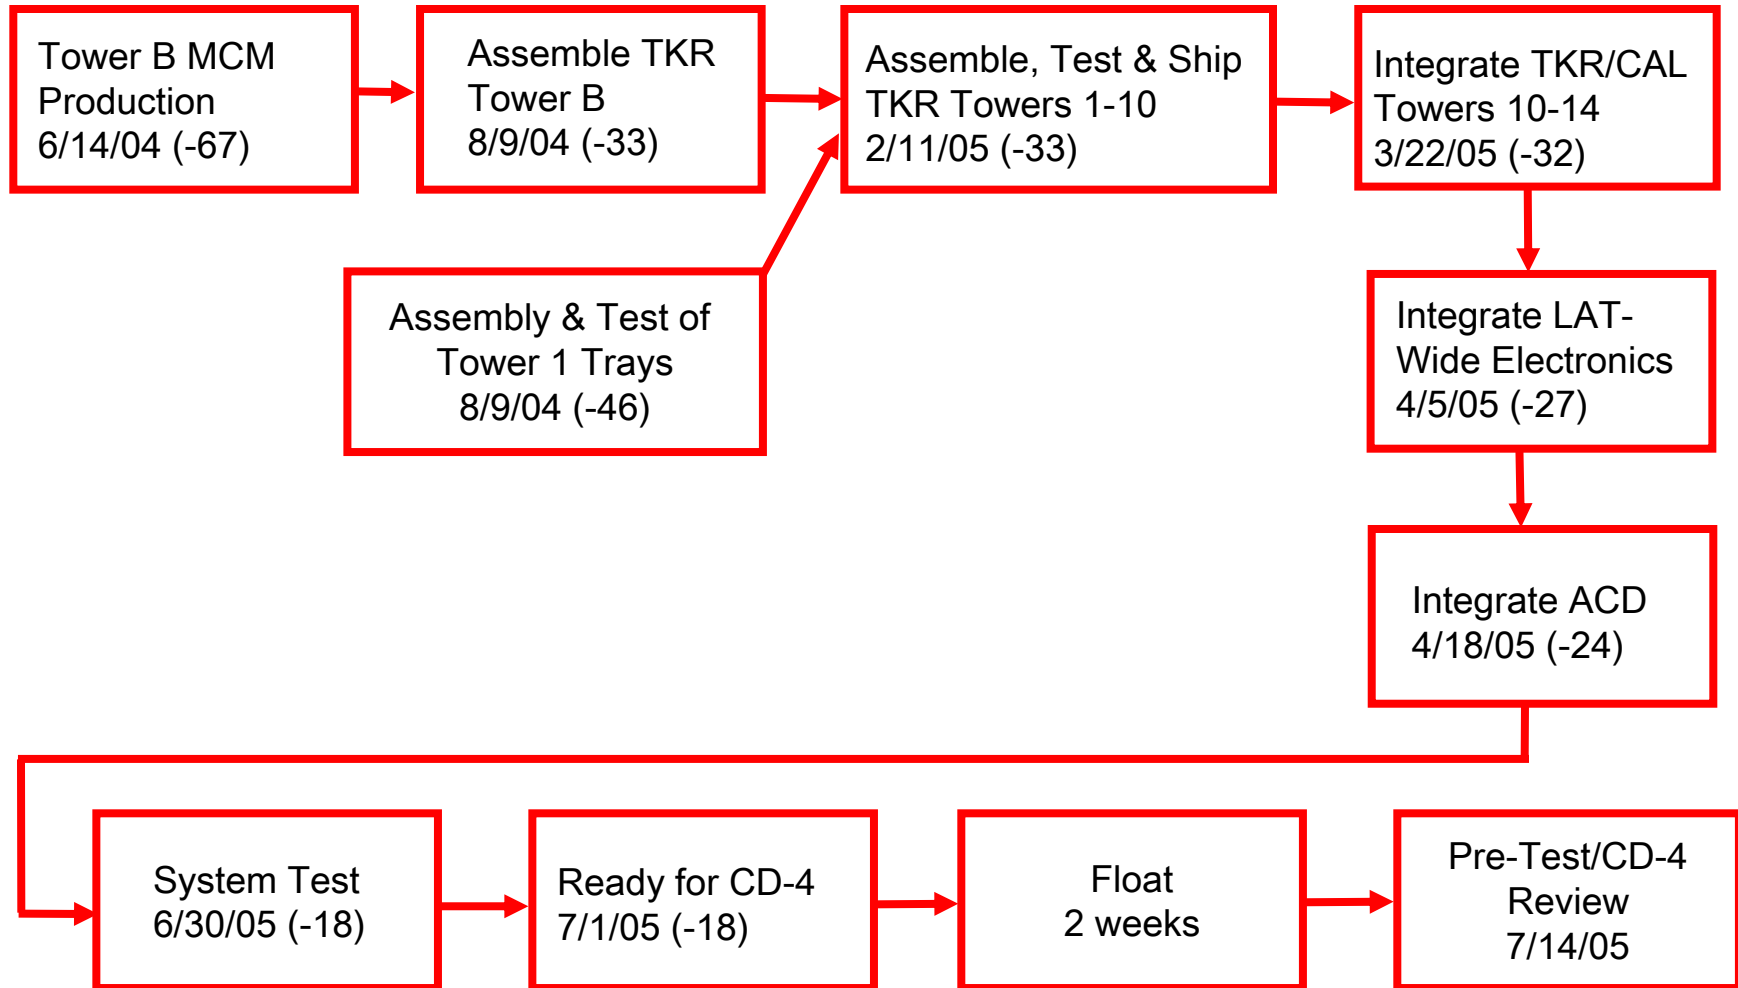 Tower B MCM
Production
6/14/04 (-67)
Assemble TKR
Tower B
8/9/04 (-33)
Assemble, Test & Ship
TKR Towers 1-10
2/11/05 (-33)
Integrate TKR/CAL
Towers 10-14
3/22/05 (-32)
Assembly & Test of
Tower 1 Trays
8/9/04 (-46)
Integrate LAT-
Wide Electronics
4/5/05 (-27)
Integrate ACD
4/18/05 (-24)
System Test
6/30/05 (-18)
Ready for CD-4
7/1/05 (-18)
Float
2 weeks
Pre-Test/CD-4
Review
7/14/05